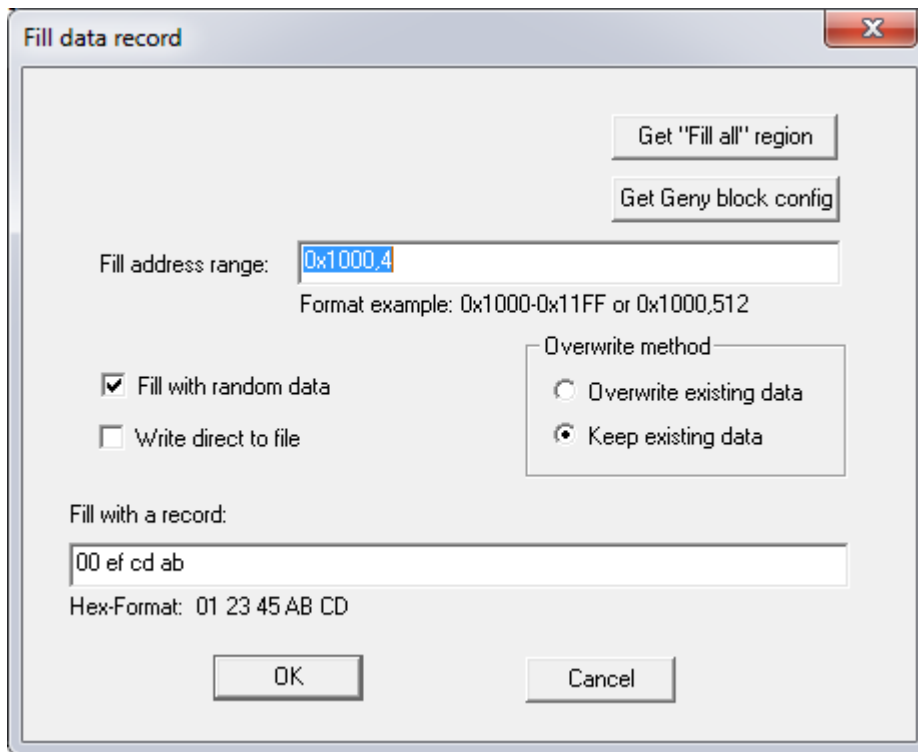 Fill data record
Get "Fill all" region
Get Geny block config
Fill address range: 0x1000,4
Format example: 0x1000-0x11FF or 0x1000,512
Overwrite method
Fill with random data
Overwrite existing data
Write direct to file
Keep existing data
Fill with a record:
00 ef cd ab
Hex-Format: 01 23 45 AB CD
OK
Cancel